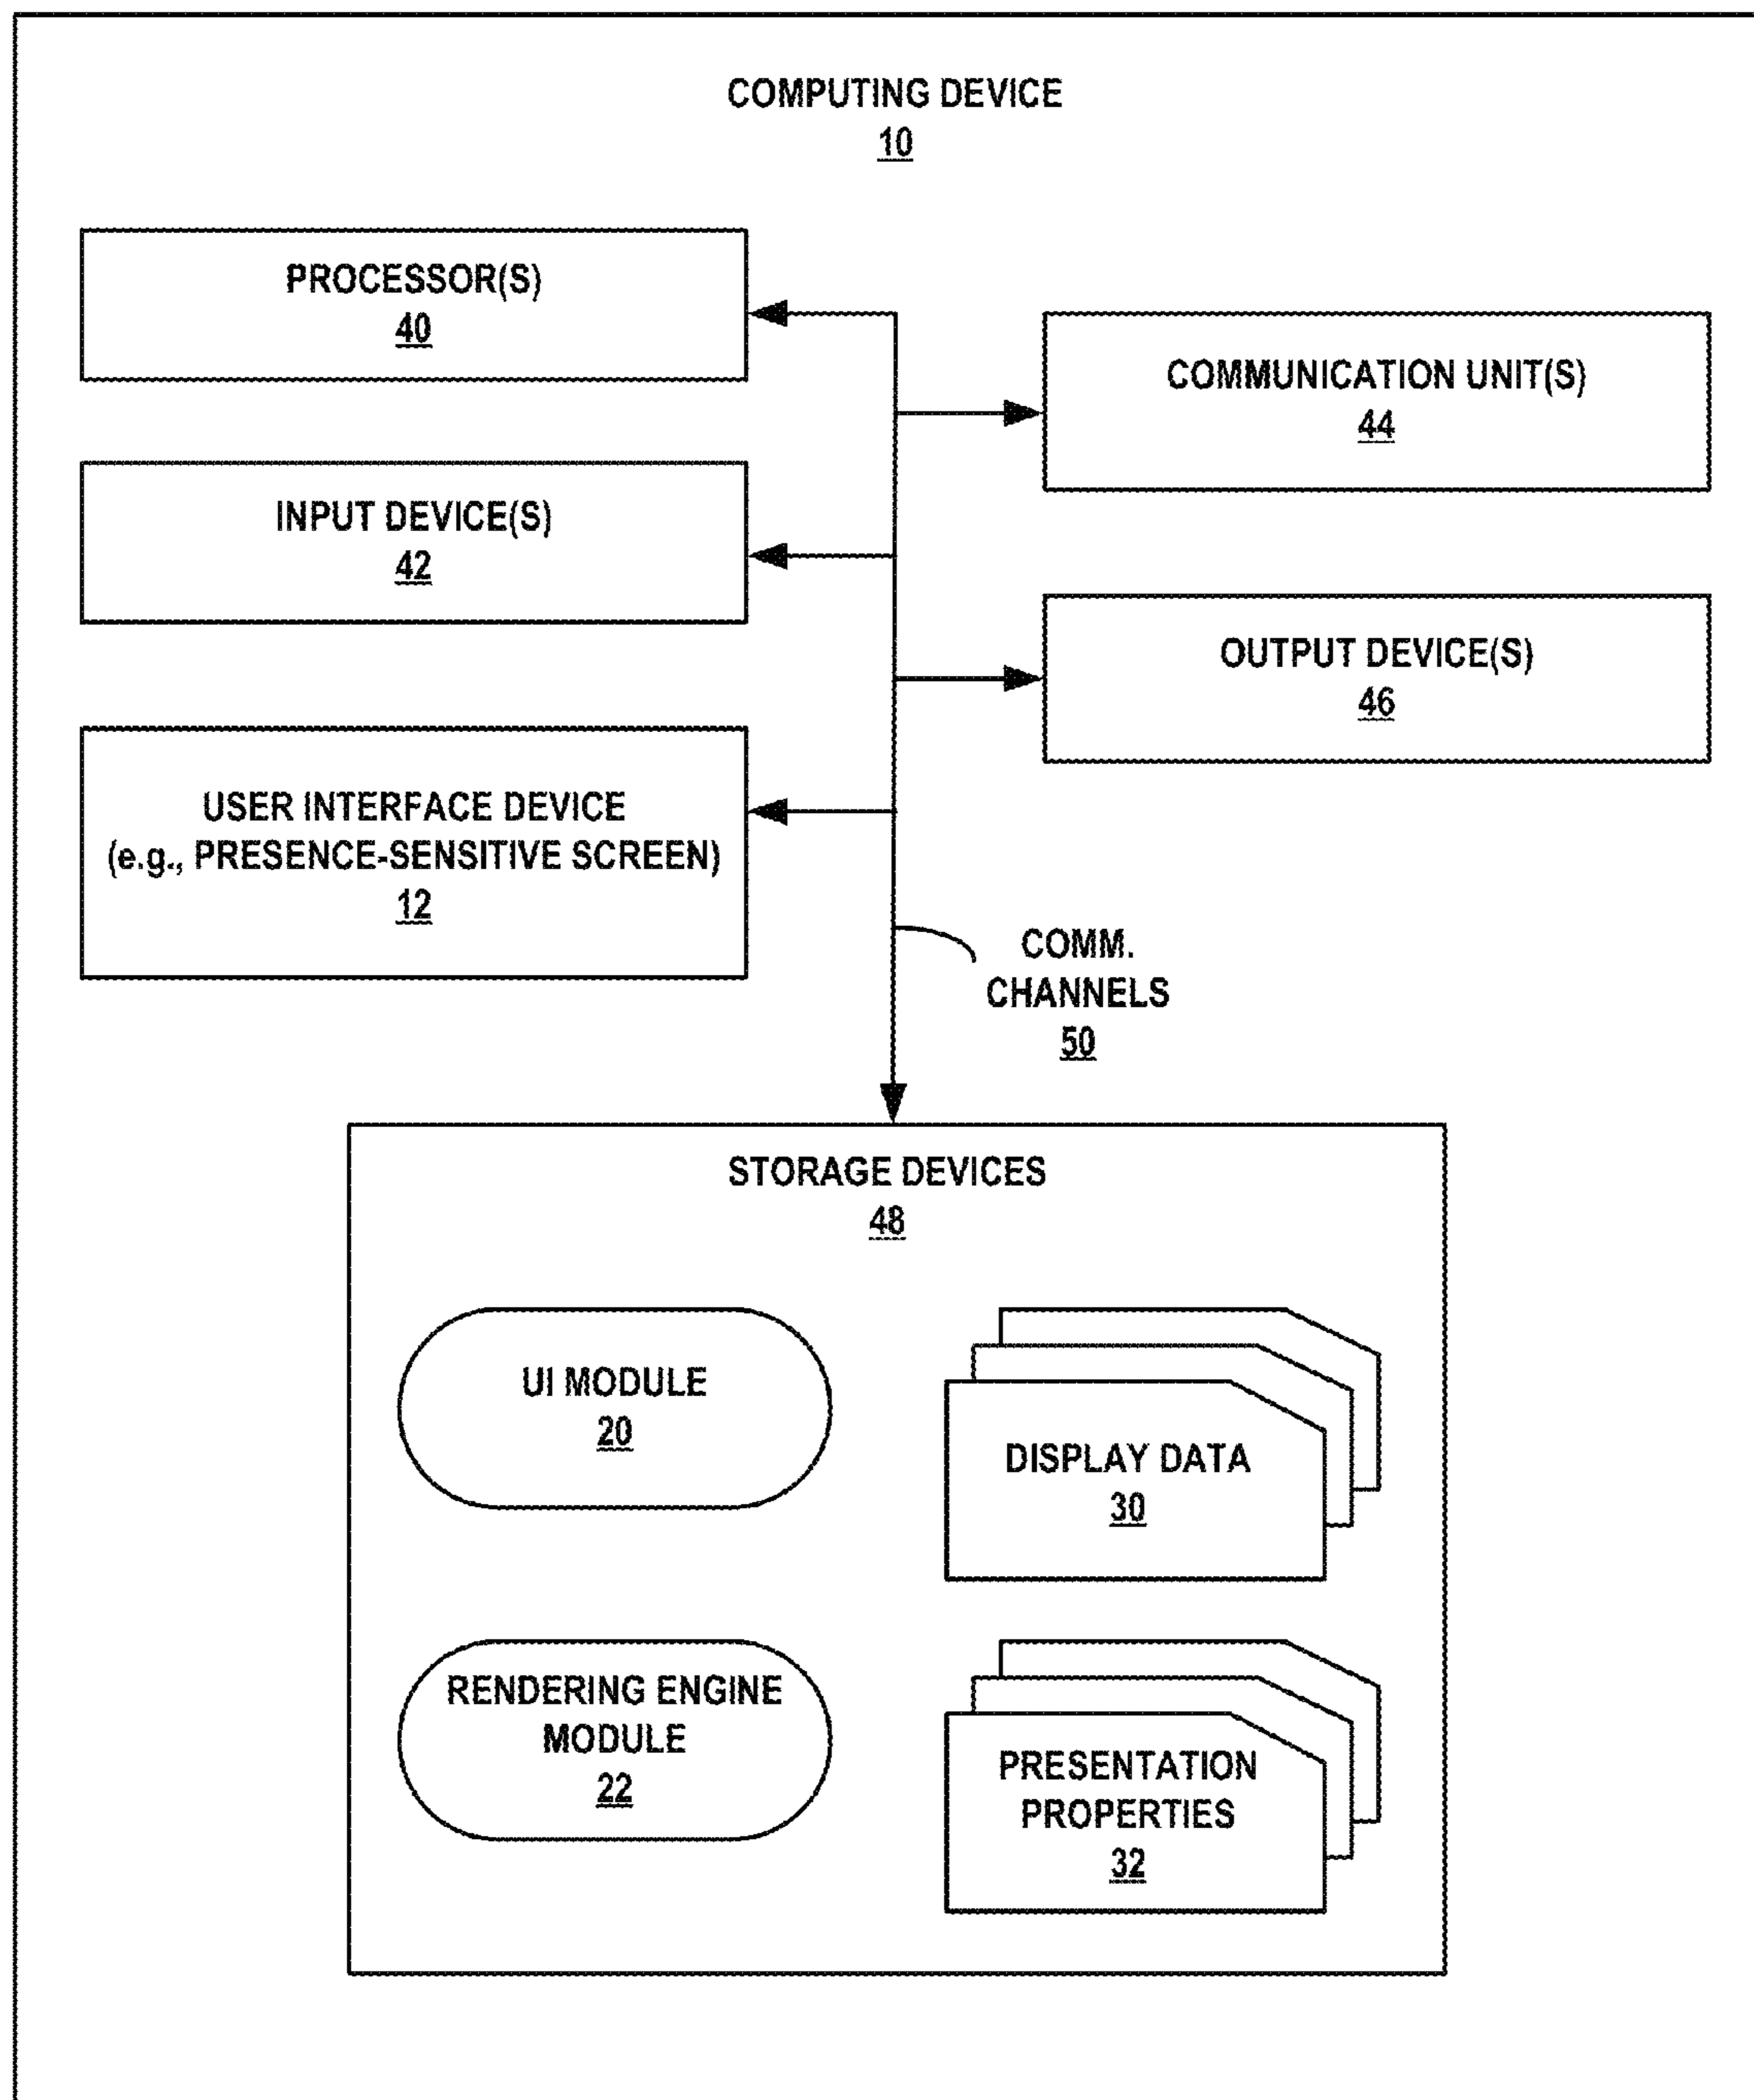 COMPUTING DEVICE
10
PROCESSOR(S)
40
COMMUNICATION UNIT(S)
44
INPUT DEVICE(S)
42
OUTPUT DEVICE(S)
46
USER INTERFACE DEVICE
(e.g., PRESENCE-SENSITIVE SCREEN)
12
COMM.
CHANNELS
50
STORAGE DEVICES
48
UI MODULE
20
DISPLAY DATA
30
RENDERING ENGINE
MODULE
22
PRESENTATION
PROPERTIES
32